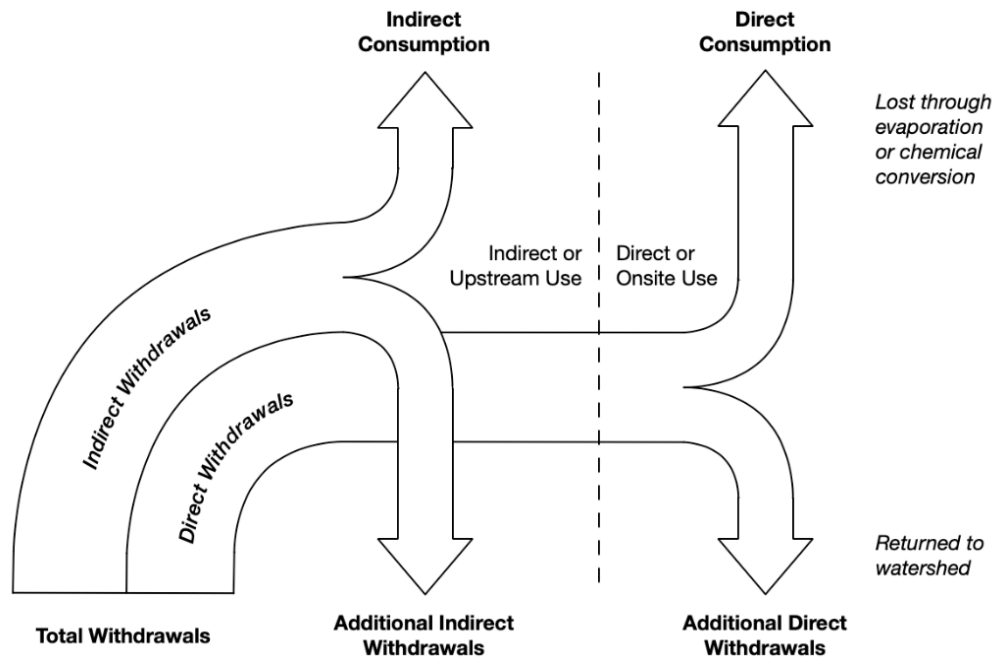 Indirect
Consumption
Direct
Consumption
Lost through
evaporation
or chemical
conversion
Indirect or
Upstream Use
Direct or
Onsite Use
Indirect Withdrawals
Direct Withdrawals
Returned to
watershed
Total Withdrawals
Additional Indirect
Withdrawals
Additional Direct
Withdrawals